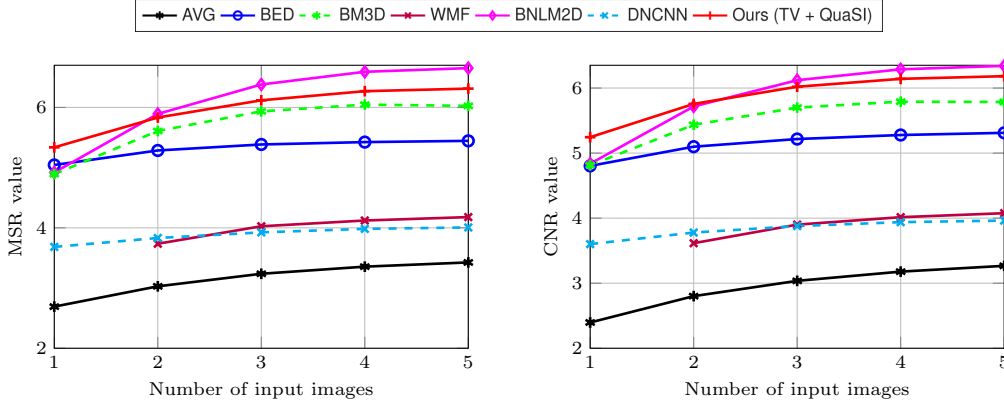 AVG BED BM3D WMF BNLM2D DNCNN Ours (TV + QuaSI)
MSR value
6
4
2
1 2 3 4 5
Number of input images
CNR value
6
5
4
3
2
1 2 3 4 5
Number of input images